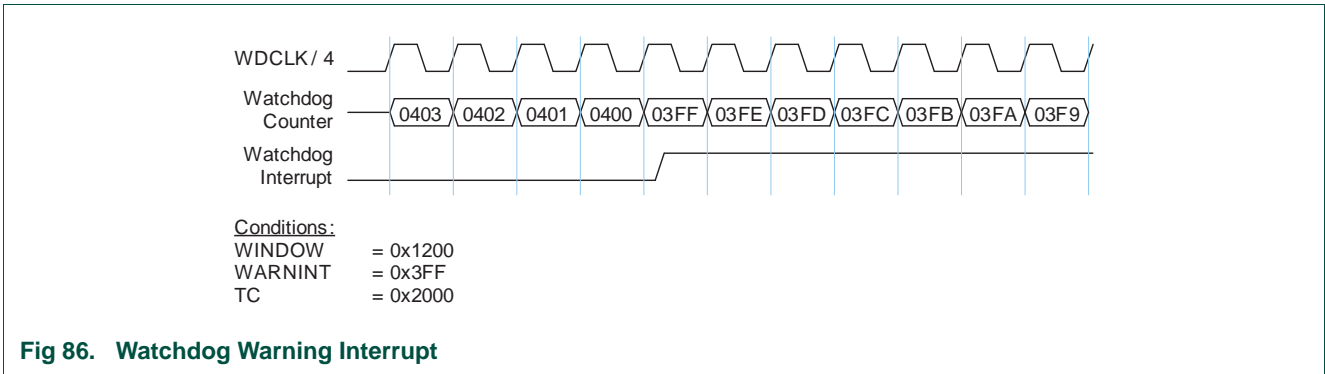 WDCLK / 4
Watchdog
Counter
0403 0402 0401 0400 03FF 03FE 03FD 03FC 03FB 03FA 03F9
Watchdog
Interrupt
Conditions:
WINDOW = 0x1200
WARNINT = 0x3FF
TC = 0x2000
Fig 86. Watchdog Warning Interrupt